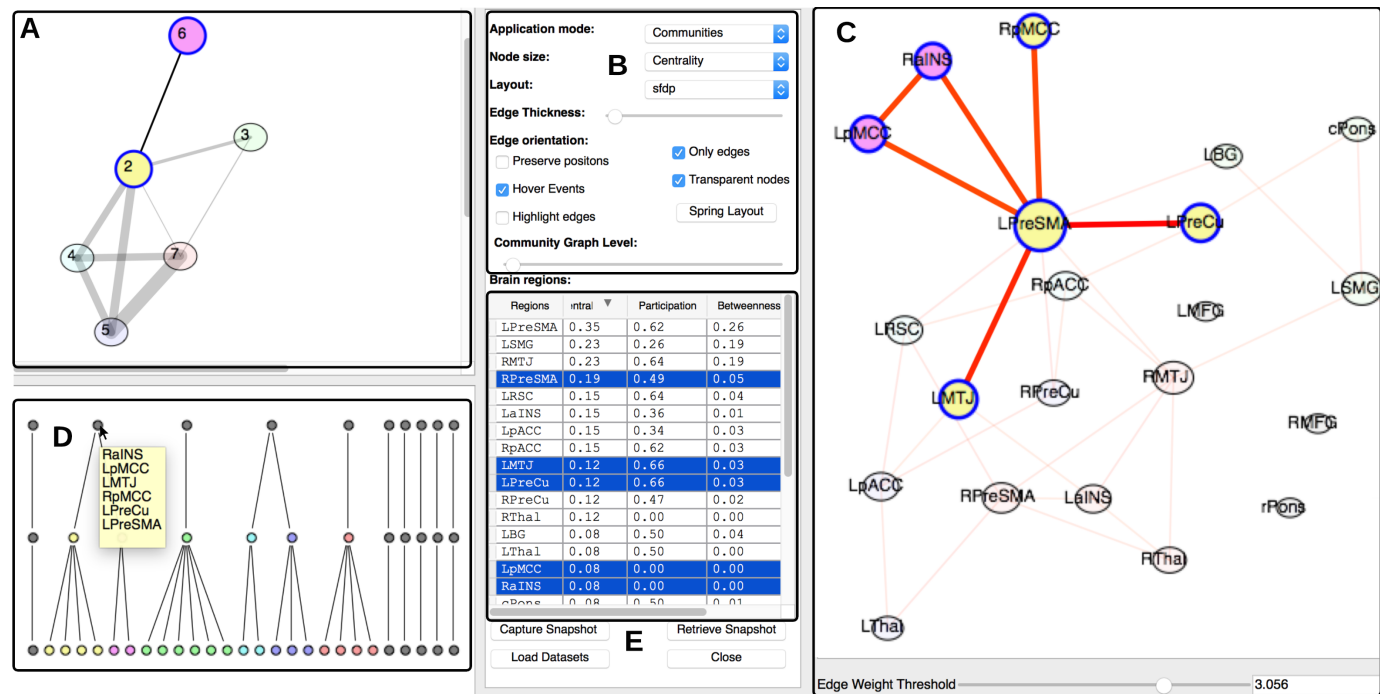 A
6
3
2
4
7
5
Application mode:
Communities
Node size:
B
Centrality
Layout:
sfdp
Edge Thickness:
Edge orientation:
Preserve positons
Only edges
Hover Events
Transparent nodes
Highlight edges
Spring Layout
Community Graph Level:
Brain regions:
Regions ntral Participation Betweenness
LPreSMA 0.35 0.62 0.26
LSMG 0.23 0.26 0.19
RMTJ 0.23 0.64 0.19
RPreSMA 0.19 0.49 0.05
LRSC 0.15 0.64 0.04
LaINS 0.15 0.36 0.01
LpACC 0.15 0.34 0.03
RpACC 0.15 0.62 0.03
LMTJ 0.12 0.66 0.03
LPreCu 0.12 0.66 0.03
RPreCu 0.12 0.47 0.02
RThal 0.12 0.00 0.00
LBG 0.08 0.50 0.04
LThal 0.08 0.50 0.00
LpMCC 0.08 0.00 0.00
RaINS 0.08 0.00 0.00
cPons 0.08 0.50 0.01
Capture Snapshot
Retrieve Snapshot
E
Load Datasets
Close
C
RpMCC
RaINS
LpMCC
cPons
LBG
LPreSMA
LPreCu
RpACC
LSMG
LMFG
LRSC
RMTJ
RPreCu
LMTJ
RMFG
LpACC
RPreSMA
LaINS
rPons
RThal
LThal
Edge Weight Threshold
3.056
D
RaINS
LpMCC
LMTJ
RpMCC
LPreCu
LPreSMA